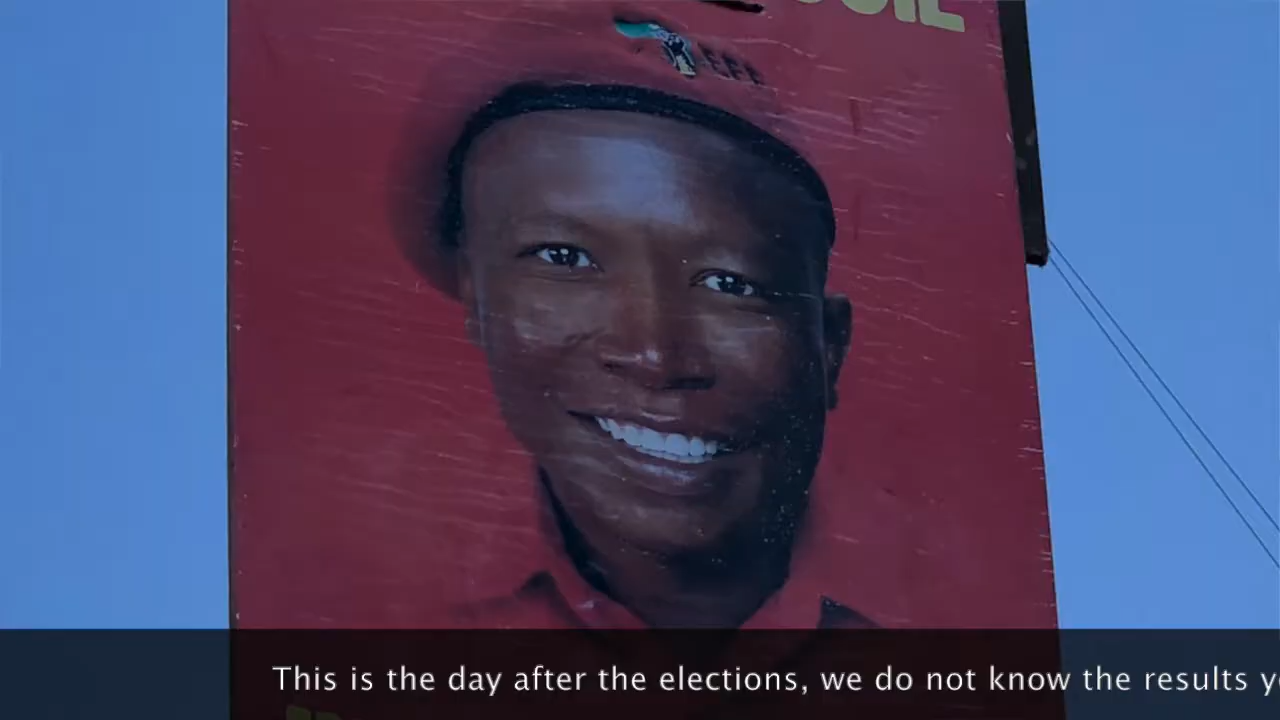 EFF
This is the day after the elections, we do not know the results y